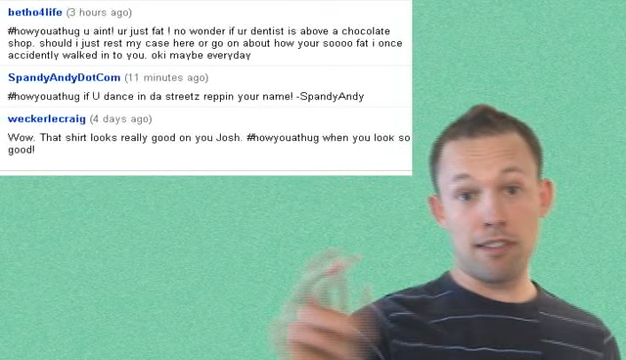 betho4life (3 hours ago)
#howyouathug u aint! ur just fat ! no wonder if ur dentist is above a chocolate
shop. should i just rest my case here or go on about how your soooo fat i once
accidently walked in to you. oki maybe everyday
SpandyAndyDotCom (11 minutes ago)
#howyouathug if U dance in da streetz reppin your name! -SpandyAndy
weckerlecraig (4 days ago)
Wow. That shirt looks really good on you Josh. #howyouathug when you look so
good!